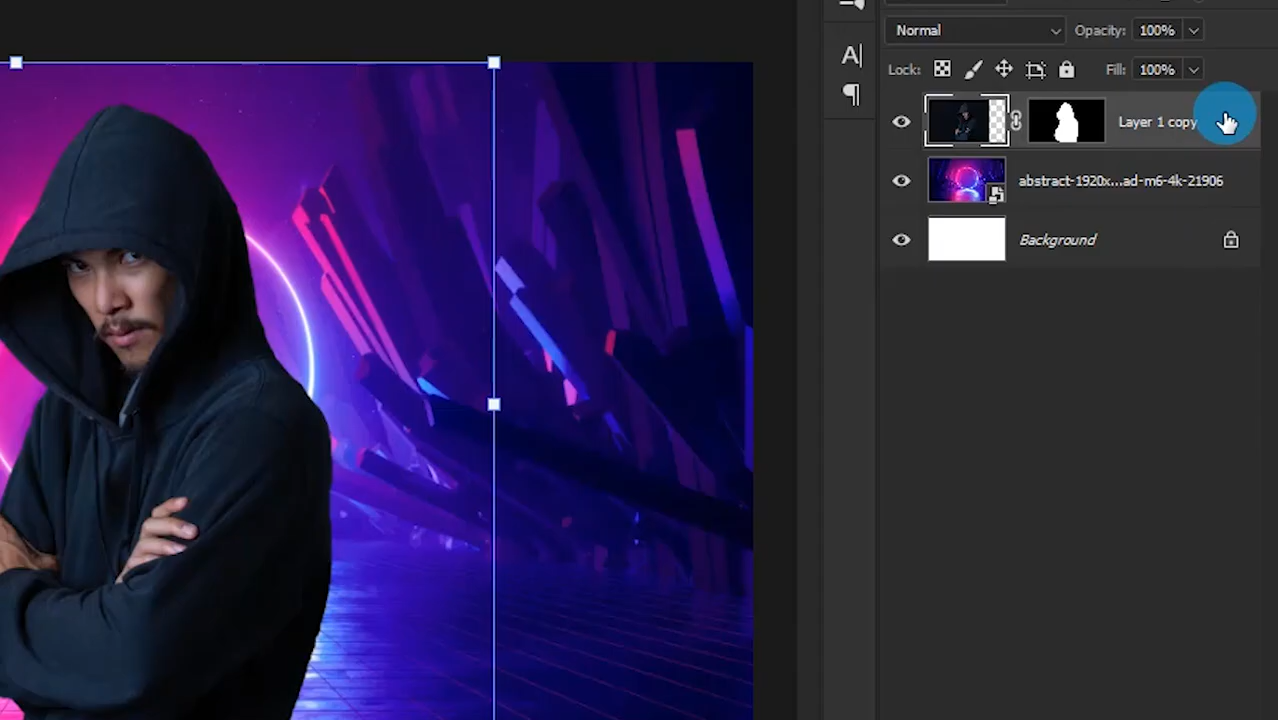 Normal Opacity: 100%
A|
Lock: Fill: 100%
¶
Layer 1 copy
abstract-1920x...ad-m6-4k-21906
Background